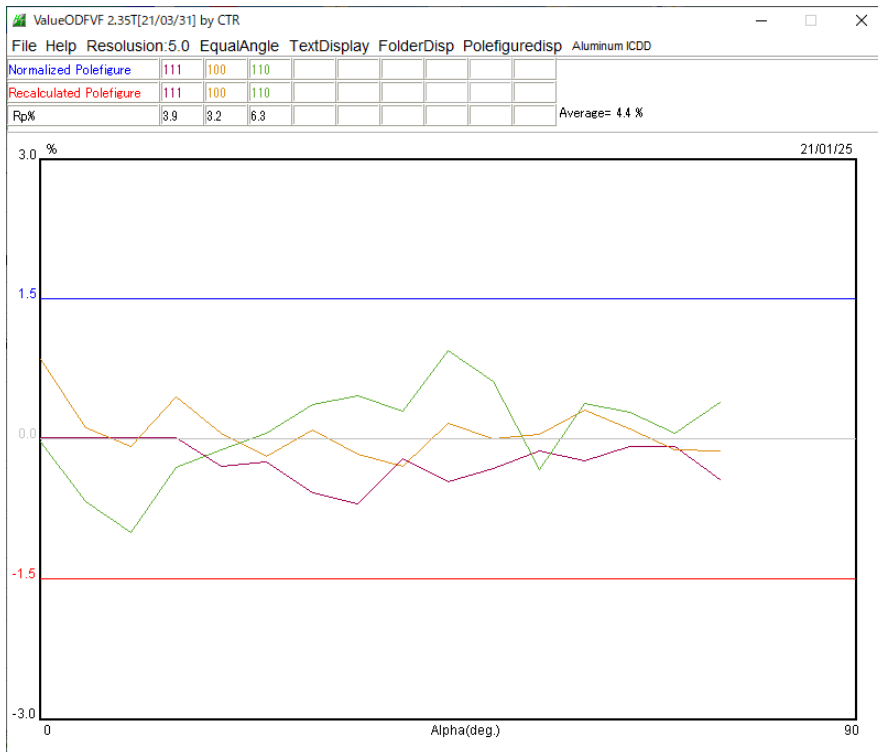 ValueODFVF 2.35T[21/03/31] by CTR
File Help Resolusion:5.0 EqualAngle TextDisplay FolderDisp Polefiguredisp Aluminum ICDD
Normalized Polefigure 111 100 110
Recalculated Polefigure 111 100 110
Rp% 3.9 3.2 6.3 Average= 4.4 %
3.0 % 21/01/25
1.5
0.0
-1.5
-3.0
0 Alpha(deg.) 90